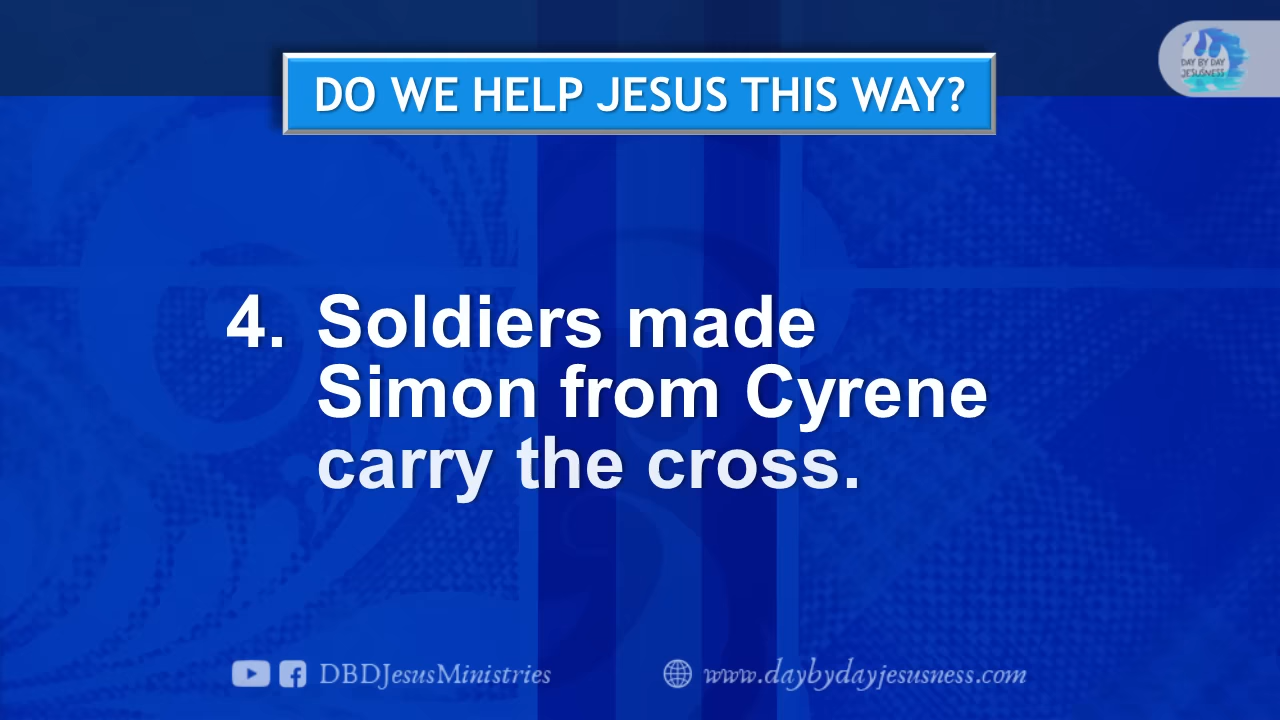 DO WE HELP JESUS THIS WAY?
DAY BY DAY
JESUSNESS
4. Soldiers made
Simon from Cyrene
carry the cross.
DBDJesusMinistries
www.daybydayjesusness.com